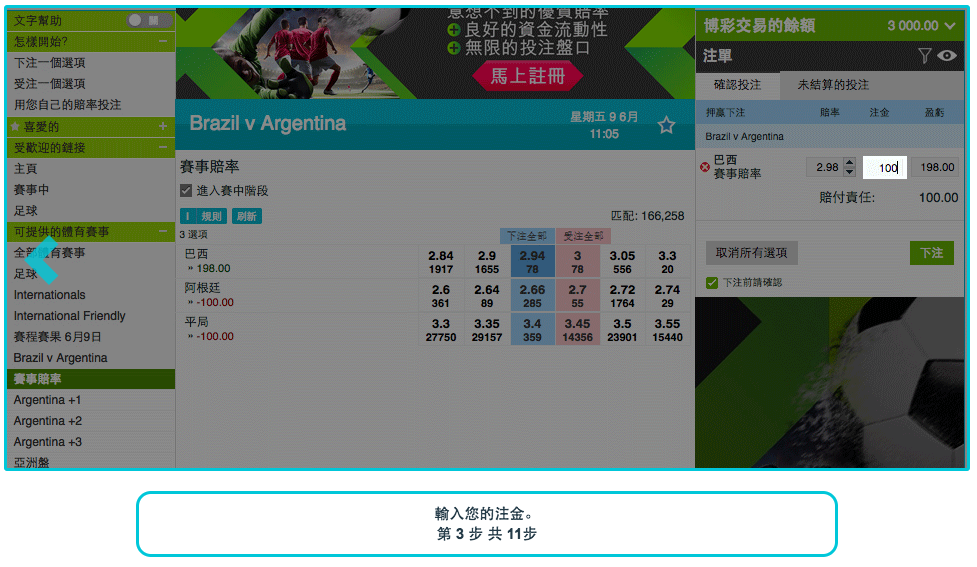 文字幫助 關
怎樣開始? −
下注一個選項
受注一個選項
用您自己的賠率投注
喜愛的 +
受歡迎的鏈接 −
主頁
賽事中
足球
可提供的體育賽事 −
全部體育賽事
足球
Internationals
International Friendly
賽程賽果 6月9日
Brazil v Argentina
賽事賠率
Argentina +1
Argentina +2
Argentina +3
亞洲盤
意想不到的優質賠率
良好的資金流動性
無限的投注盤口
馬上註冊
Brazil v Argentina
星期五 9 6月
11:05
賽事賠率
進入賽中階段
I 規則 刷新
匹配: 166,258
3 選項 下注全部 受注全部
巴西 2.84 2.9 2.94 3 3.05 3.3
» 198.00 1917 1655 78 78 556 20
阿根廷 2.6 2.64 2.66 2.7 2.72 2.74
» -100.00 361 89 285 55 1764 29
平局 3.3 3.35 3.4 3.45 3.5 3.55
» -100.00 27750 29157 359 14356 23901 15440
博彩交易的餘額 3 000.00
注單
確認投注 未結算的投注
押贏下注 賠率 注金 盈虧
Brazil v Argentina
巴西
賽事賠率 2.98 100 198.00
賠付責任: 100.00
取消所有選項 下注
下注前請確認
輸入您的注金。
第 3 步 共 11步